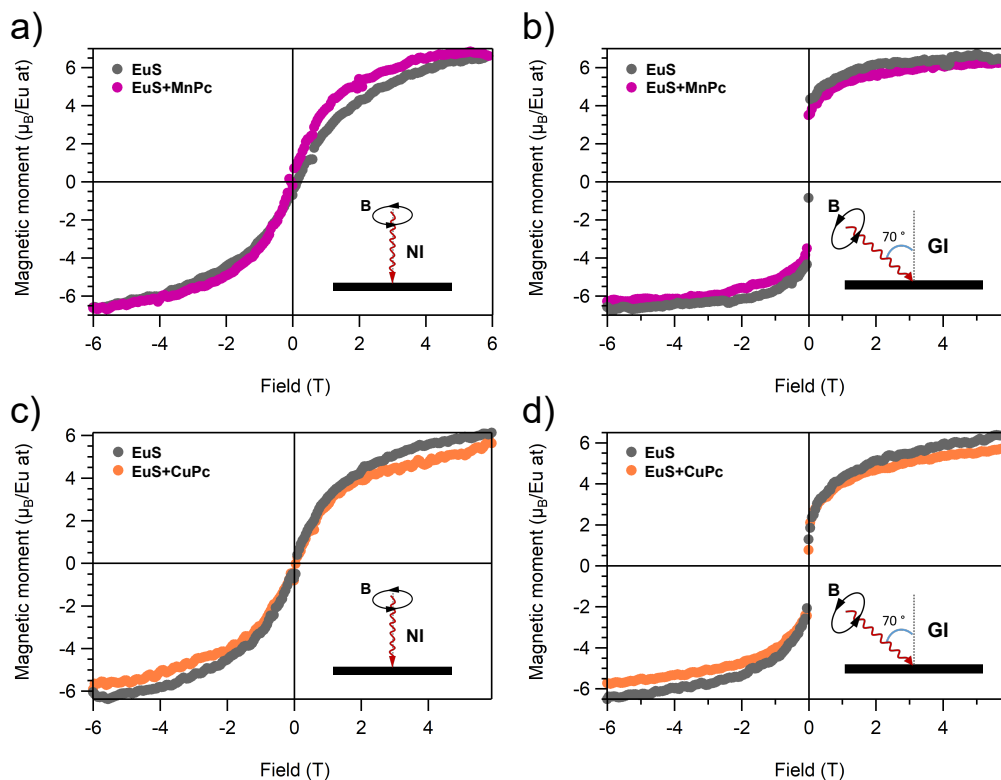 a)
Magnetic moment (μB/Eu at)
6
4
2
0
-2
-4
-6
EuS
EuS+MnPc
B
NI
-6 -4 -2 0 2 4 6
Field (T)
b)
Magnetic moment (μB/Eu at)
6
4
2
0
-2
-4
-6
EuS
EuS+MnPc
B
70 °
GI
-6 -4 -2 0 2 4
Field (T)
c)
Magnetic moment (μB/Eu at)
6
4
2
0
-2
-4
-6
EuS
EuS+CuPc
B
NI
-6 -4 -2 0 2 4
Field (T)
d)
Magnetic moment (μB/Eu at)
6
4
2
0
-2
-4
-6
EuS
EuS+CuPc
B
70 °
GI
-6 -4 -2 0 2 4
Field (T)